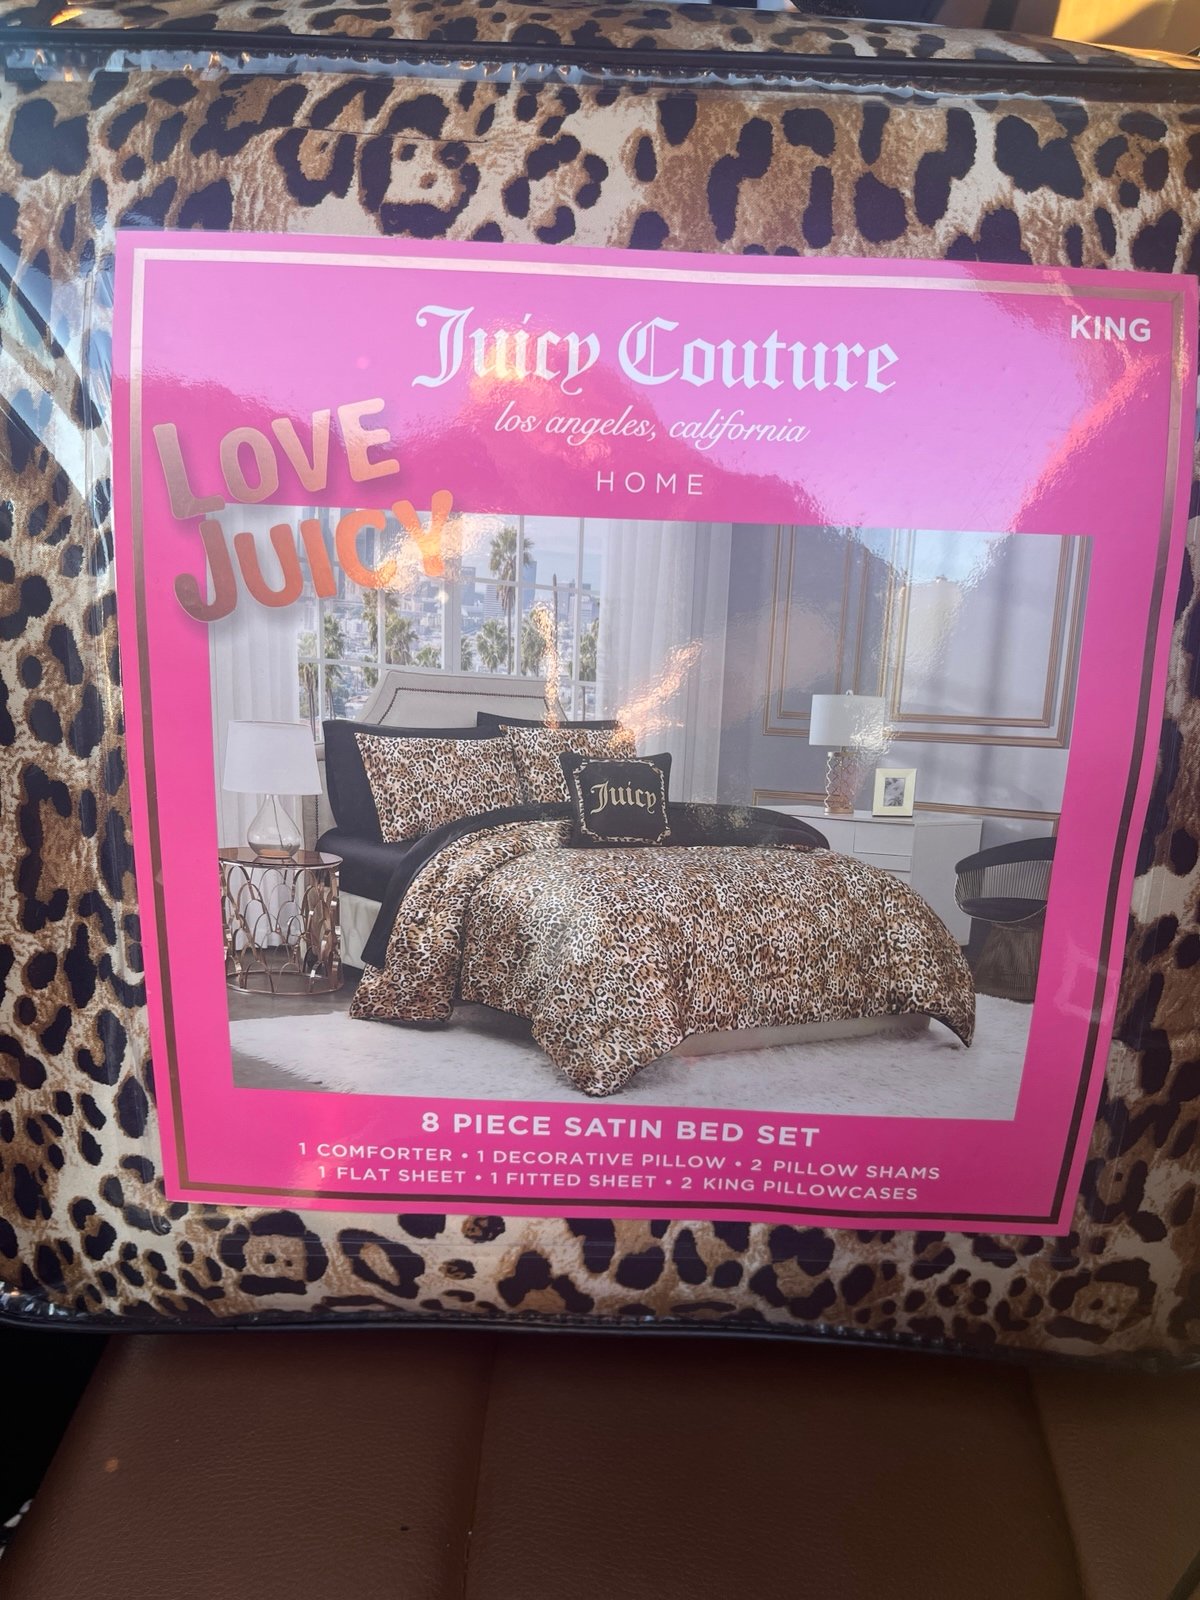 KING
Juicy Couture
los angeles, california
HOME
LOVE
JUICY
Juicy
8 PIECE SATIN BED SET
1 COMFORTER • 1 DECORATIVE PILLOW • 2 PILLOW SHAMS
1 FLAT SHEET • 1 FITTED SHEET • 2 KING PILLOWCASES